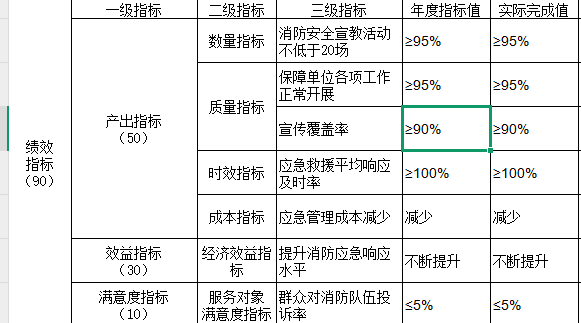 一级指标 二级指标 三级指标 年度指标值 实际完成值
绩效
指标
（90）
产出指标
（50）
数量指标
消防安全宣教活动
不低于20场
≥95% ≥95%
质量指标
保障单位各项工作
正常开展
≥95% ≥95%
宣传覆盖率 ≥90% ≥90%
时效指标
应急救援平均响应
及时率
≥100% ≥100%
成本指标 应急管理成本减少 减少 减少
效益指标
（30）
经济效益指
标
提升消防应急响应
水平
不断提升 不断提升
满意度指标
（10）
服务对象
满意度指标
群众对消防队伍投
诉率
≤5% ≤5%